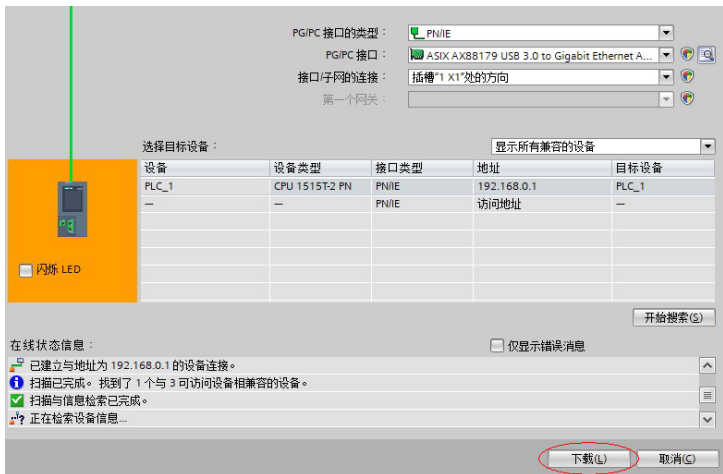 PG/PC 接口的类型： PN/IE
PG/PC 接口： ASIX AX88179 USB 3.0 to Gigabit Ethernet A...
接口/子网的连接： 插槽"1 X1"处的方向
第一个网关：
选择目标设备： 显示所有兼容的设备
设备 设备类型 接口类型 地址 目标设备
PLC_1 CPU 1515T-2 PN PN/IE 192.168.0.1 PLC_1
— — PN/IE 访问地址 —
闪烁 LED
开始搜索(S)
在线状态信息： 仅显示错误消息
已建立与地址为 192.168.0.1 的设备连接。
扫描已完成。找到了 1 个与 3 可访问设备相兼容的设备。
扫描与信息检索已完成。
正在检索设备信息...
下载(L) 取消(C)